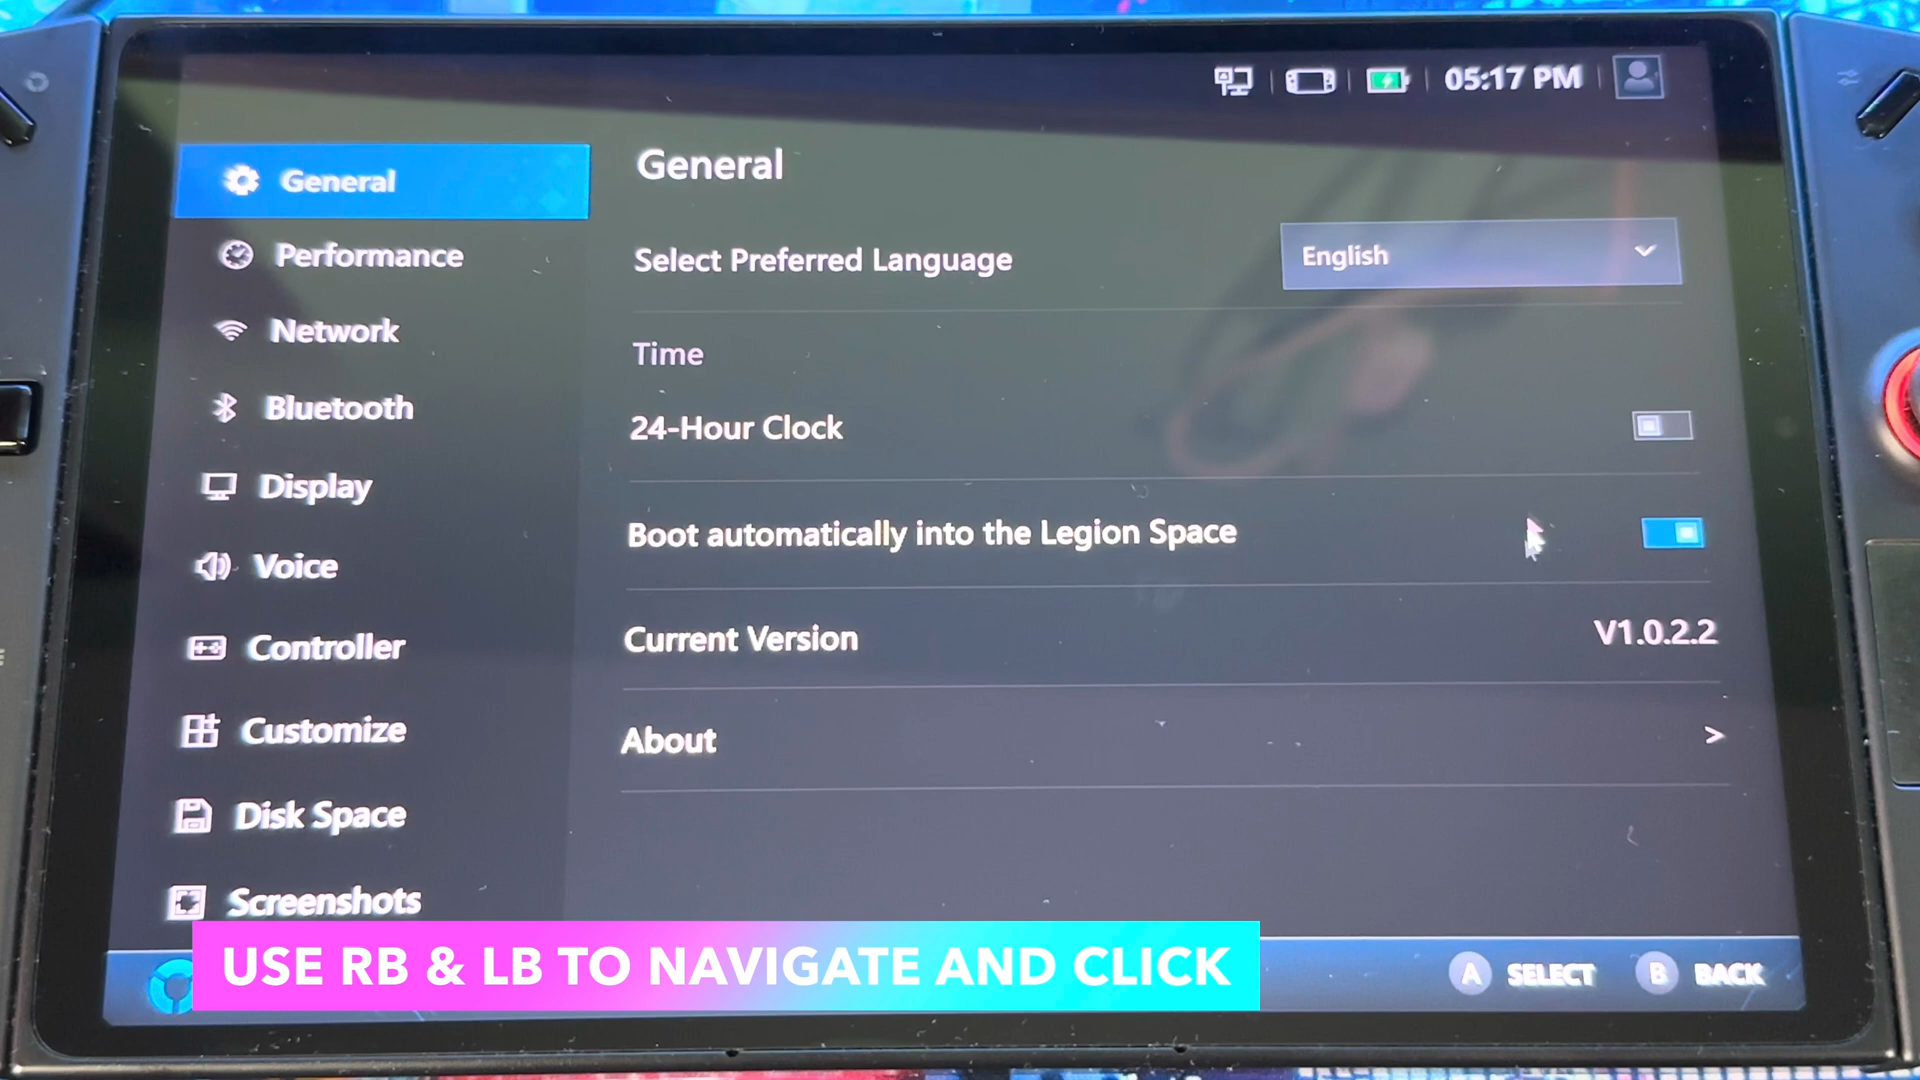 05:17 PM
General
Performance
Network
Bluetooth
Display
Voice
Controller
Customize
Disk Space
Screenshots
General
Select Preferred Language
English
Time
24-Hour Clock
Boot automatically into the Legion Space
Current Version
V1.0.2.2
About
>
USE RB & LB TO NAVIGATE AND CLICK
A SELECT B BACK